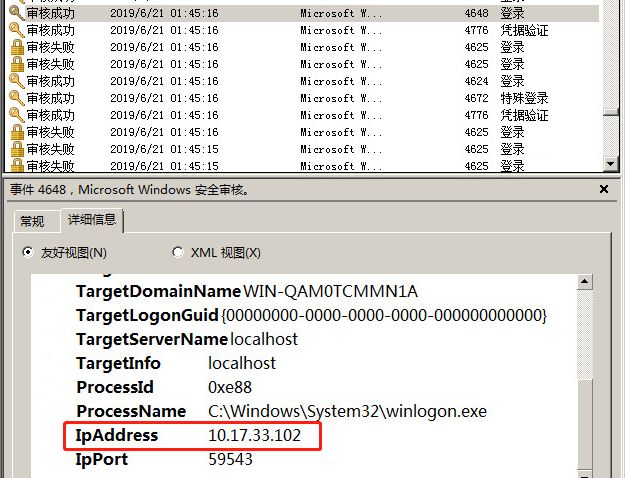 审核成功 2019/6/21 01:45:16 Microsoft W... 4648 登录
审核成功 2019/6/21 01:45:16 Microsoft W... 4776 凭据验证
审核失败 2019/6/21 01:45:16 Microsoft W... 4625 登录
审核失败 2019/6/21 01:45:16 Microsoft W... 4625 登录
审核成功 2019/6/21 01:45:16 Microsoft W... 4624 登录
审核成功 2019/6/21 01:45:16 Microsoft W... 4672 特殊登录
审核成功 2019/6/21 01:45:16 Microsoft W... 4776 凭据验证
审核失败 2019/6/21 01:45:16 Microsoft W... 4625 登录
审核失败 2019/6/21 01:45:15 Microsoft W... 4625 登录
审核失败 2019/6/21 01:45:15 Microsoft W... 4625 登录
事件 4648，Microsoft Windows 安全审核。
常规 详细信息
友好视图(N) XML 视图(X)
TargetDomainName WIN-QAM0TCMMN1A
TargetLogonGuid {00000000-0000-0000-0000-000000000000}
TargetServerName localhost
TargetInfo localhost
ProcessId 0xe88
ProcessName C:\Windows\System32\winlogon.exe
IpAddress 10.17.33.102
IpPort 59543